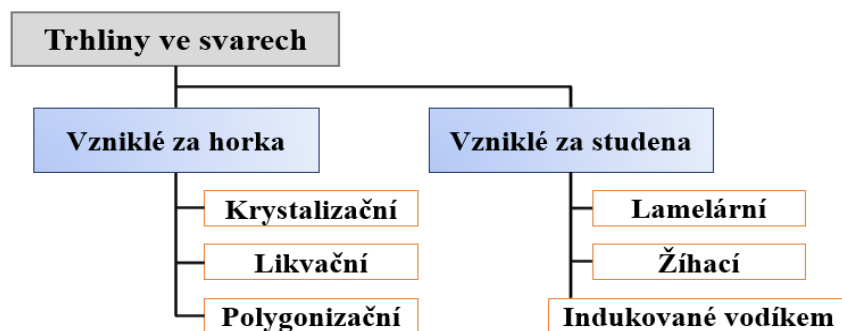 Trhliny ve svarech
Vzniklé za horka
Krystalizační
Likvační
Polygonizační
Vzniklé za studena
Lamelární
Žíhací
Indukované vodíkem